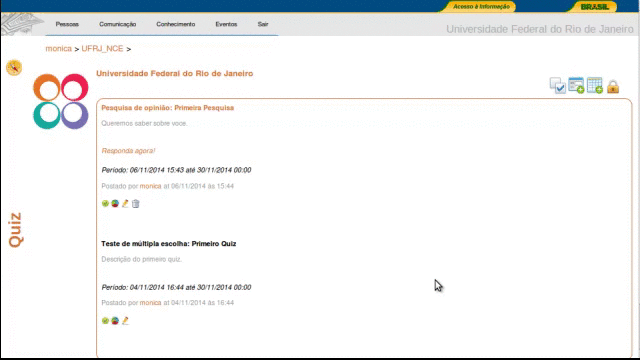 Acesso à Informação
BRASIL
Pessoas
Comunicação
Conhecimento
Eventos
Sair
Universidade Federal do Rio de Janeiro
monica > UFRJ_NCE >
Universidade Federal do Rio de Janeiro
Pesquisa de opinião: Primeira Pesquisa
Queremos saber sobre voce.
Responda agora!
Período: 06/11/2014 15:43 até 30/11/2014 00:00
Postado por monica at 06/11/2014 às 15:44
Quiz
Teste de múltipla escolha: Primeiro Quiz
Descrição do primeiro quiz.
Período: 04/11/2014 16:44 até 30/11/2014 00:00
Postado por monica at 04/11/2014 às 16:44